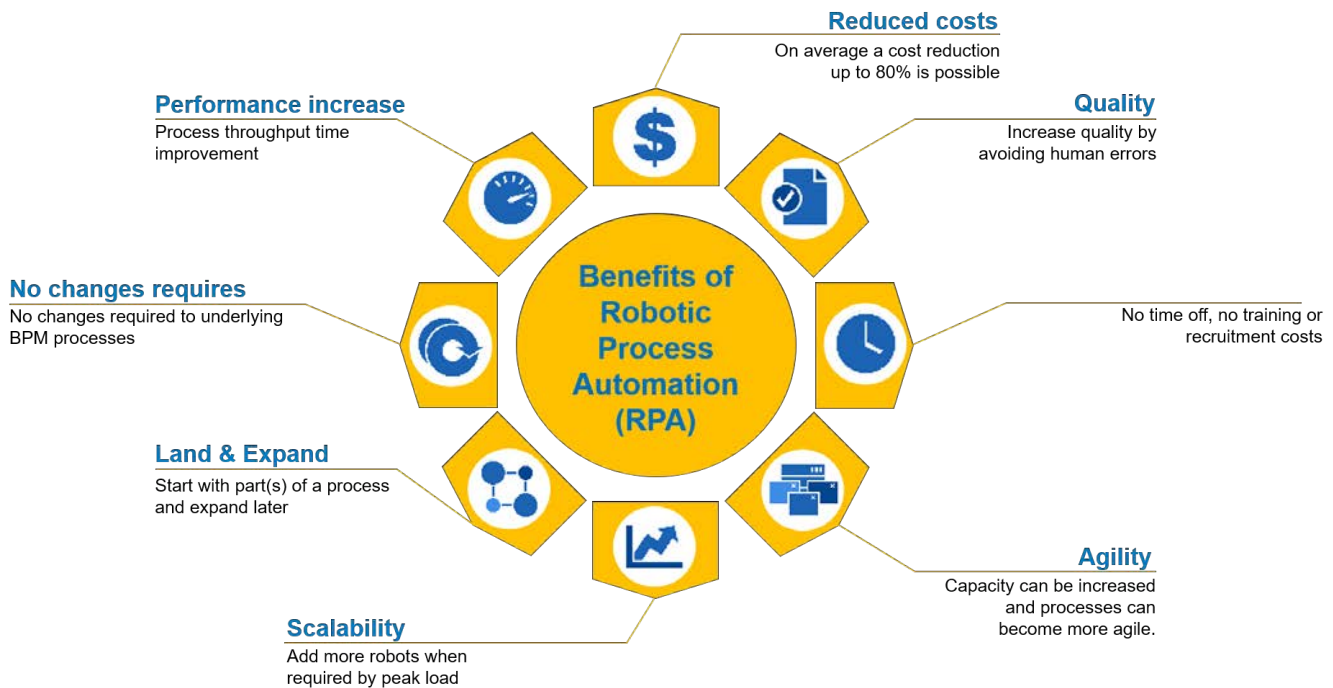 Reduced costs
On average a cost reduction
up to 80% is possible
Quality
Increase quality by
avoiding human errors
No time off, no training or
recruitment costs
Agility
Capacity can be increased
and processes can
become more agile.
Scalability
Add more robots when
required by peak load
Land & Expand
Start with part(s) of a process
and expand later
No changes requires
No changes required to underlying
BPM processes
Performance increase
Process throughput time
improvement
Benefits of
Robotic
Process
Automation
(RPA)
$